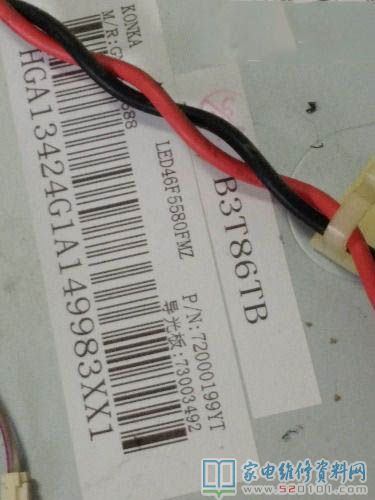 KONKA
M/R:G
588
LED46F5580FMZ
P/N:72000199YT
导光板:73003492
HGA13424G1A149983XX1
B3T86TB
家电维修资料网
www.520101.com